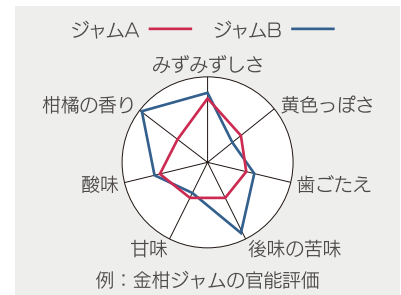 ジャムA ジャムB
みずみずしさ
柑橘の香り 黄色っぽさ
酸味 歯ごたえ
甘味 後味の苦味
例：金柑ジャムの官能評価